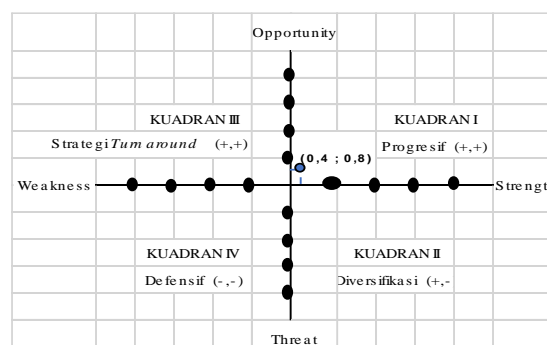 Opportunity
KUADRAN III
Strategi Turn around (+,+)
KUADRAN I
Progresif (+,+)
(0,4 ; 0,8)
Weakness
Strengt
KUADRAN IV
Defensif (-,-)
KUADRAN II
Diversifikasi (+,-
Threat